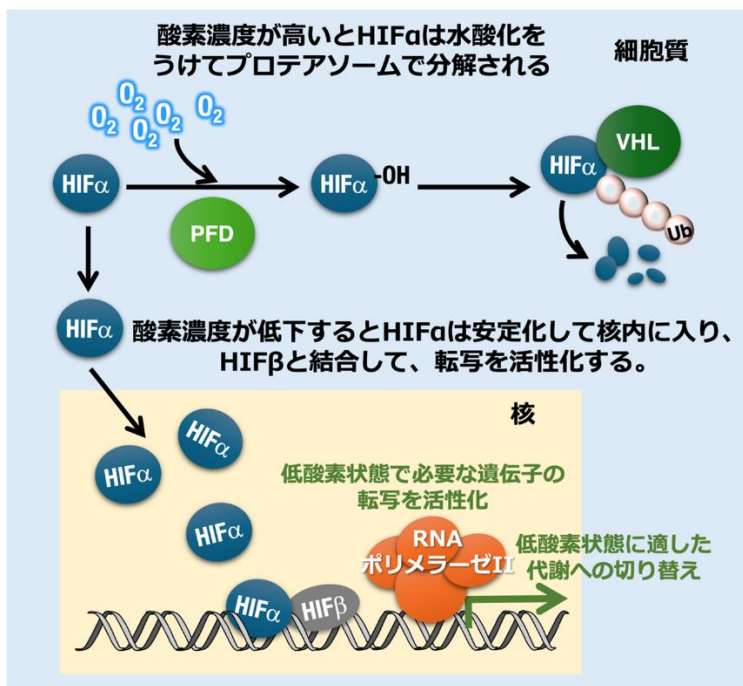 酸素濃度が高いとHIFαは水酸化を
うけてプロテアソームで分解される
細胞質
O2
O2
O2
O2
O2
O2
HIFα
PFD
HIFα
-OH
HIFα
VHL
Ub
HIFα
酸素濃度が低下するとHIFαは安定化して核内に入り、
HIFβと結合して、転写を活性化する。
核
HIFα
HIFα
HIFα
低酸素状態で必要な遺伝子の
転写を活性化
RNA
ポリメラーゼII
低酸素状態に適した
代謝への切り替え
HIFα
HIFβ